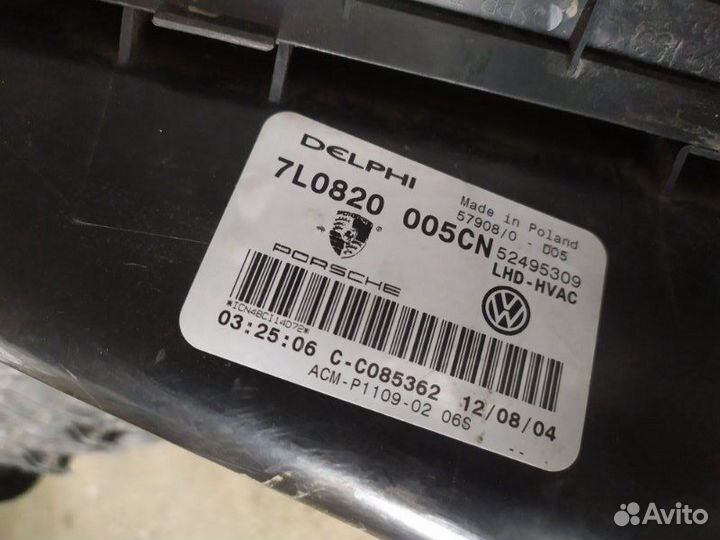 DELPHI
Made in Poland
7L0820 005CN
57908/0 - D05
52495309
LHD-HVAC
PORSCHE
*ICN48C114D7E*
03:25:06 C-C085362 12/08/04
ACM-P1109-02 06S --
Avito